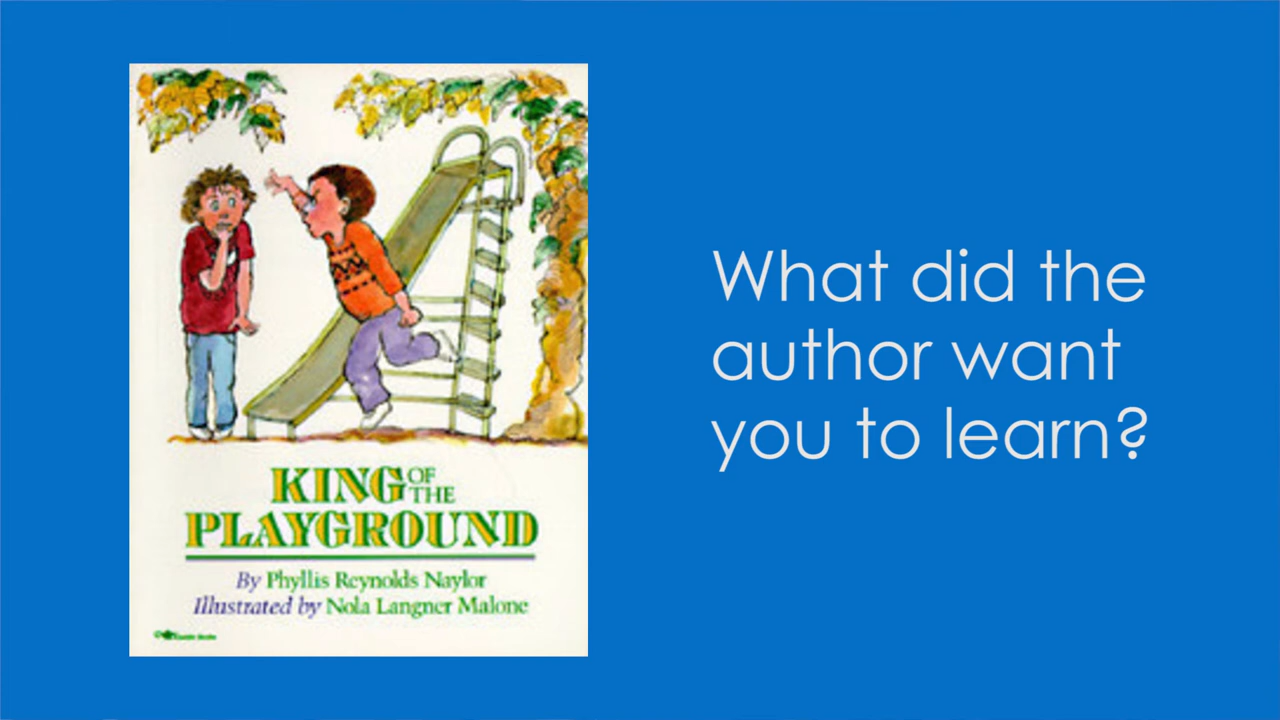 KING OF THE
PLAYGROUND
By Phyllis Reynolds Naylor
Illustrated by Nola Langner Malone
What did the
author want
you to learn?